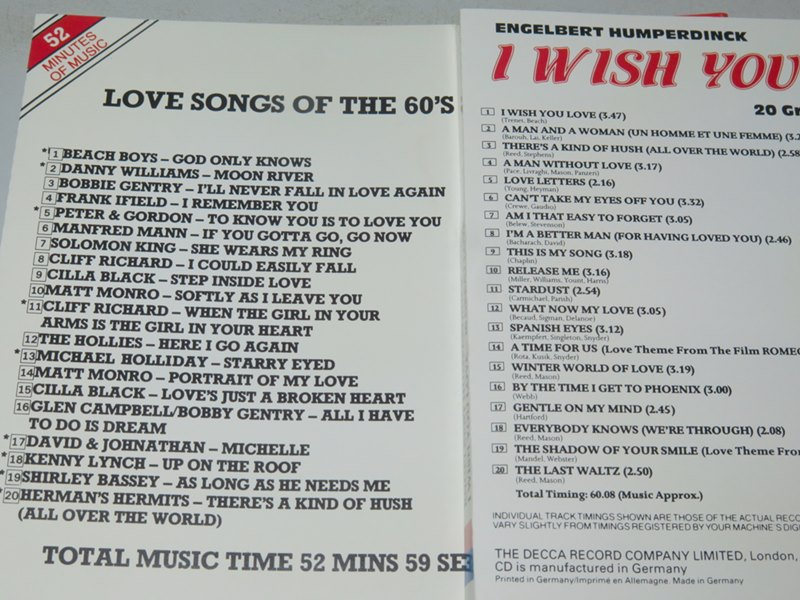 52
MINUTES
OF MUSIC
LOVE SONGS OF THE 60'S
*1 BEACH BOYS – GOD ONLY KNOWS
*2 DANNY WILLIAMS – MOON RIVER
3 BOBBIE GENTRY – I'LL NEVER FALL IN LOVE AGAIN
4 FRANK IFIELD – I REMEMBER YOU
*5 PETER & GORDON – TO KNOW YOU IS TO LOVE YOU
6 MANFRED MANN – IF YOU GOTTA GO, GO NOW
7 SOLOMON KING – SHE WEARS MY RING
8 CLIFF RICHARD – I COULD EASILY FALL
9 CILLA BLACK – STEP INSIDE LOVE
10 MATT MONRO – SOFTLY AS I LEAVE YOU
*11 CLIFF RICHARD – WHEN THE GIRL IN YOUR
ARMS IS THE GIRL IN YOUR HEART
12 THE HOLLIES – HERE I GO AGAIN
*13 MICHAEL HOLLIDAY – STARRY EYED
14 MATT MONRO – PORTRAIT OF MY LOVE
15 CILLA BLACK – LOVE'S JUST A BROKEN HEART
16 GLEN CAMPBELL/BOBBY GENTRY – ALL I HAVE
TO DO IS DREAM
*17 DAVID & JOHNATHAN – MICHELLE
*18 KENNY LYNCH – UP ON THE ROOF
*19 SHIRLEY BASSEY – AS LONG AS HE NEEDS ME
*20 HERMAN'S HERMITS – THERE'S A KIND OF HUSH
(ALL OVER THE WORLD)
TOTAL MUSIC TIME 52 MINS 59 SE
ENGELBERT HUMPERDINCK
I WISH YOU
20 Gr
1 I WISH YOU LOVE (3.47)
(Trenet, Beach)
2 A MAN AND A WOMAN (UN HOMME ET UNE FEMME) (3.2
(Barouh, Lai, Keller)
3 THERE'S A KIND OF HUSH (ALL OVER THE WORLD) (2.58
(Reed, Stephens)
4 A MAN WITHOUT LOVE (3.17)
(Pace, Livraghi, Mason, Panzeri)
5 LOVE LETTERS (2.16)
(Young, Heyman)
6 CAN'T TAKE MY EYES OFF YOU (3.32)
(Crewe, Gaudio)
7 AM I THAT EASY TO FORGET (3.05)
(Belew, Stevenson)
8 I'M A BETTER MAN (FOR HAVING LOVED YOU) (2.46)
(Bacharach, David)
9 THIS IS MY SONG (3.18)
(Chaplin)
10 RELEASE ME (3.16)
(Miller, Williams, Yount, Harris)
11 STARDUST (2.54)
(Carmichael, Parish)
12 WHAT NOW MY LOVE (3.05)
(Becaud, Sigman, Delanoe)
13 SPANISH EYES (3.12)
(Kaempfert, Singleton, Snyder)
14 A TIME FOR US (Love Theme From The Film ROMEO
(Rota, Kusik, Snyder)
15 WINTER WORLD OF LOVE (3.19)
(Reed, Mason)
16 BY THE TIME I GET TO PHOENIX (3.00)
(Webb)
17 GENTLE ON MY MIND (2.45)
(Hartford)
18 EVERYBODY KNOWS (WE'RE THROUGH) (2.08)
(Reed, Mason)
19 THE SHADOW OF YOUR SMILE (Love Theme From
(Mandel, Webster)
20 THE LAST WALTZ (2.50)
(Reed, Mason)
Total Timing: 60.08 (Music Approx.)
INDIVIDUAL TRACK TIMINGS SHOWN ARE THOSE OF THE ACTUAL RECO
VARY SLIGHTLY FROM TIMINGS REGISTERED BY YOUR MACHINE'S DIGI
THE DECCA RECORD COMPANY LIMITED, London,
CD is manufactured in Germany
Printed in Germany/Imprimé en Allemagne. Made in Germany